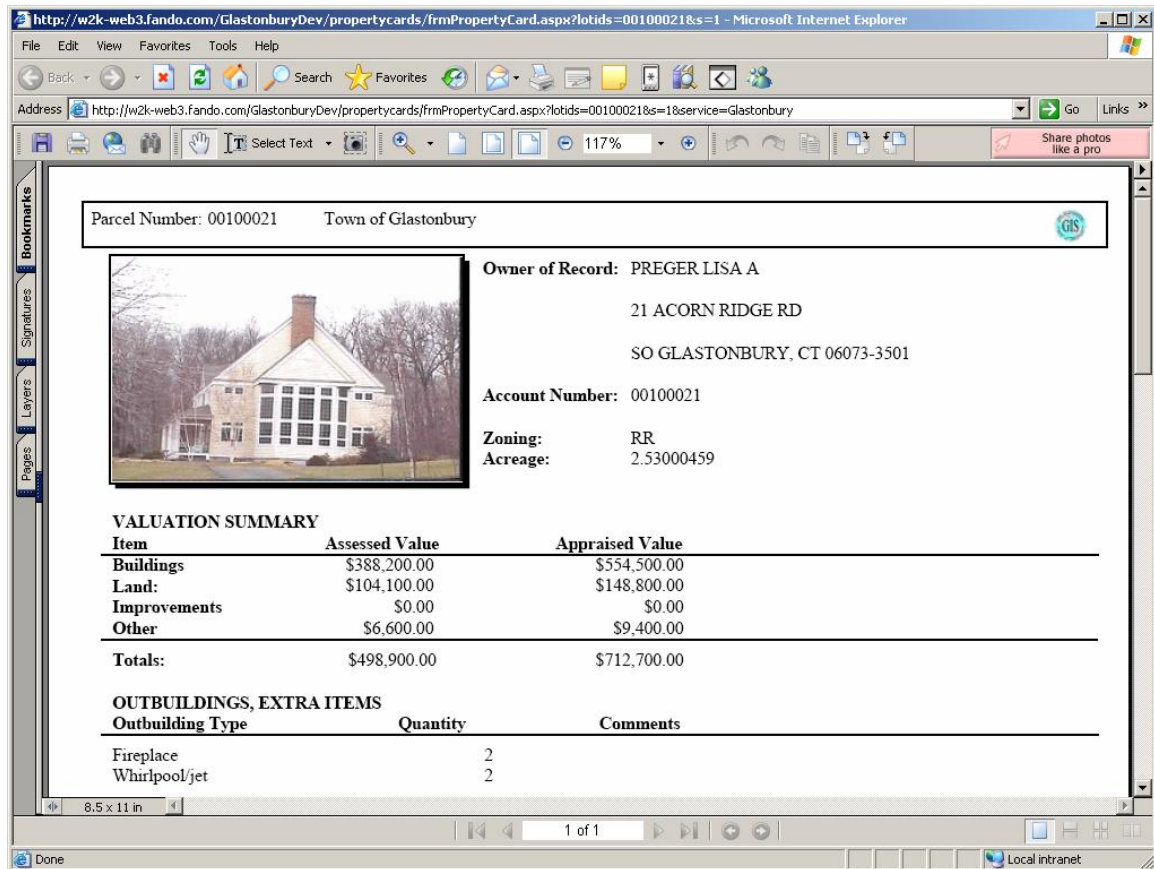 http://w2k-web3.fando.com/GlastonburyDev/propertycards/frmPropertyCard.aspx?lotids=00100021&s=1 - Microsoft Internet Explorer
File Edit View Favorites Tools Help
Back Search Favorites
Address http://w2k-web3.fando.com/GlastonburyDev/propertycards/frmPropertyCard.aspx?lotids=00100021&s=1&service=Glastonbury Go Links »
Select Text 117% Share photos like a pro
Bookmarks
Signatures
Layers
Pages
Parcel Number: 00100021 Town of Glastonbury GIS
Owner of Record: PREGER LISA A
21 ACORN RIDGE RD
SO GLASTONBURY, CT 06073-3501
Account Number: 00100021
Zoning: RR
Acreage: 2.53000459
VALUATION SUMMARY
Item Assessed Value Appraised Value
Buildings $388,200.00 $554,500.00
Land: $104,100.00 $148,800.00
Improvements $0.00 $0.00
Other $6,600.00 $9,400.00
Totals: $498,900.00 $712,700.00
OUTBUILDINGS, EXTRA ITEMS
Outbuilding Type Quantity Comments
Fireplace 2
Whirlpool/jet 2
8.5 x 11 in
1 of 1
Done Local intranet